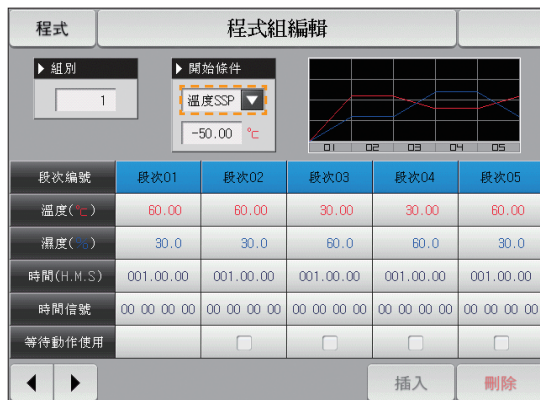 程式 程式組編輯
▶ 組別 ▶ 開始條件
1 溫度SSP ▼
-50.00 ℃
01 02 03 04 05
段次編號 段次01 段次02 段次03 段次04 段次05
溫度(℃) 60.00 60.00 30.00 30.00 60.00
濕度(%) 30.0 30.0 60.0 60.0 30.0
時間(H.M.S) 001.00.00 001.00.00 001.00.00 001.00.00 001.00.00
時間信號 00 00 00 00 00 00 00 00 00 00 00 00 00 00 00 00 00 00 00 00
等待動作使用
◀ ▶ 插入 刪除